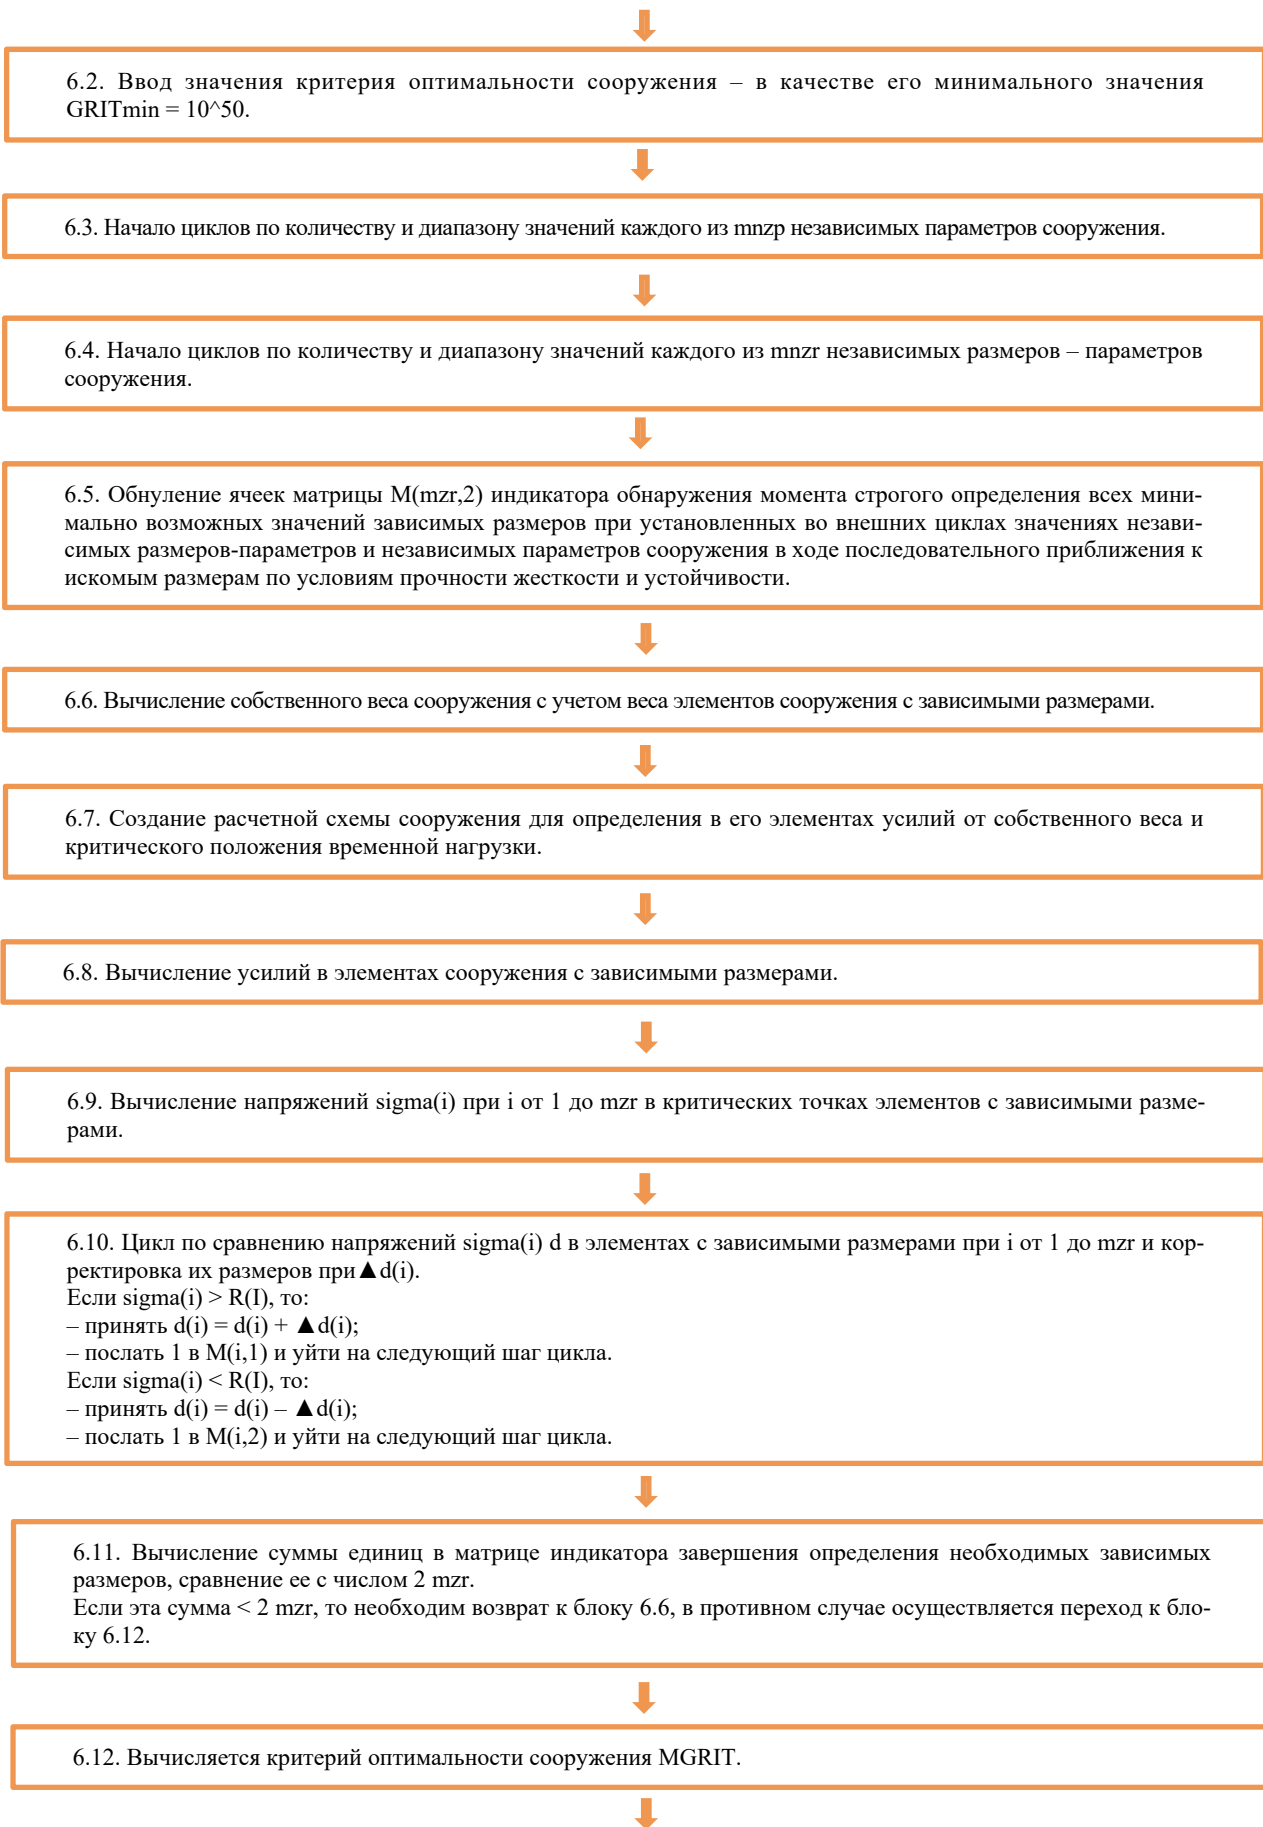 6.2. Ввод значения критерия оптимальности сооружения – в качестве его минимального значения
GRITmin = 10^50.
6.3. Начало циклов по количеству и диапазону значений каждого из mnzp независимых параметров сооружения.
6.4. Начало циклов по количеству и диапазону значений каждого из mnzr независимых размеров – параметров
сооружения.
6.5. Обнуление ячеек матрицы M(mzr,2) индикатора обнаружения момента строгого определения всех мини-
мально возможных значений зависимых размеров при установленных во внешних циклах значениях незави-
симых размеров-параметров и независимых параметров сооружения в ходе последовательного приближения к
искомым размерам по условиям прочности жесткости и устойчивости.
6.6. Вычисление собственного веса сооружения с учетом веса элементов сооружения с зависимыми размерами.
6.7. Создание расчетной схемы сооружения для определения в его элементах усилий от собственного веса и
критического положения временной нагрузки.
6.8. Вычисление усилий в элементах сооружения с зависимыми размерами.
6.9. Вычисление напряжений sigma(i) при i от 1 до mzr в критических точках элементов с зависимыми разме-
рами.
6.10. Цикл по сравнению напряжений sigma(i) d в элементах с зависимыми размерами при i от 1 до mzr и кор-
ректировка их размеров при▲d(i).
Если sigma(i) > R(I), то:
– принять d(i) = d(i) + ▲d(i);
– послать 1 в M(i,1) и уйти на следующий шаг цикла.
Если sigma(i) < R(I), то:
– принять d(i) = d(i) – ▲d(i);
– послать 1 в M(i,2) и уйти на следующий шаг цикла.
6.11. Вычисление суммы единиц в матрице индикатора завершения определения необходимых зависимых
размеров, сравнение ее с числом 2 mzr.
Если эта сумма < 2 mzr, то необходим возврат к блоку 6.6, в противном случае осуществляется переход к бло-
ку 6.12.
6.12. Вычисляется критерий оптимальности сооружения MGRIT.